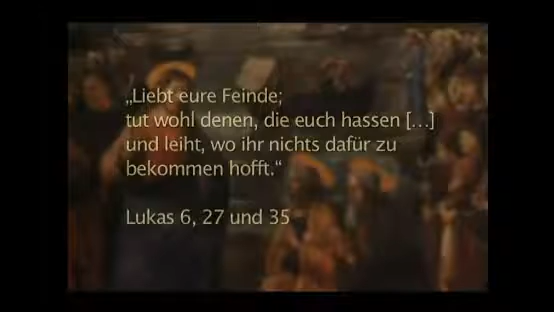 „Liebt eure Feinde;
tut wohl denen, die euch hassen [...]
und leiht, wo ihr nichts dafür zu
bekommen hofft.“
Lukas 6, 27 und 35